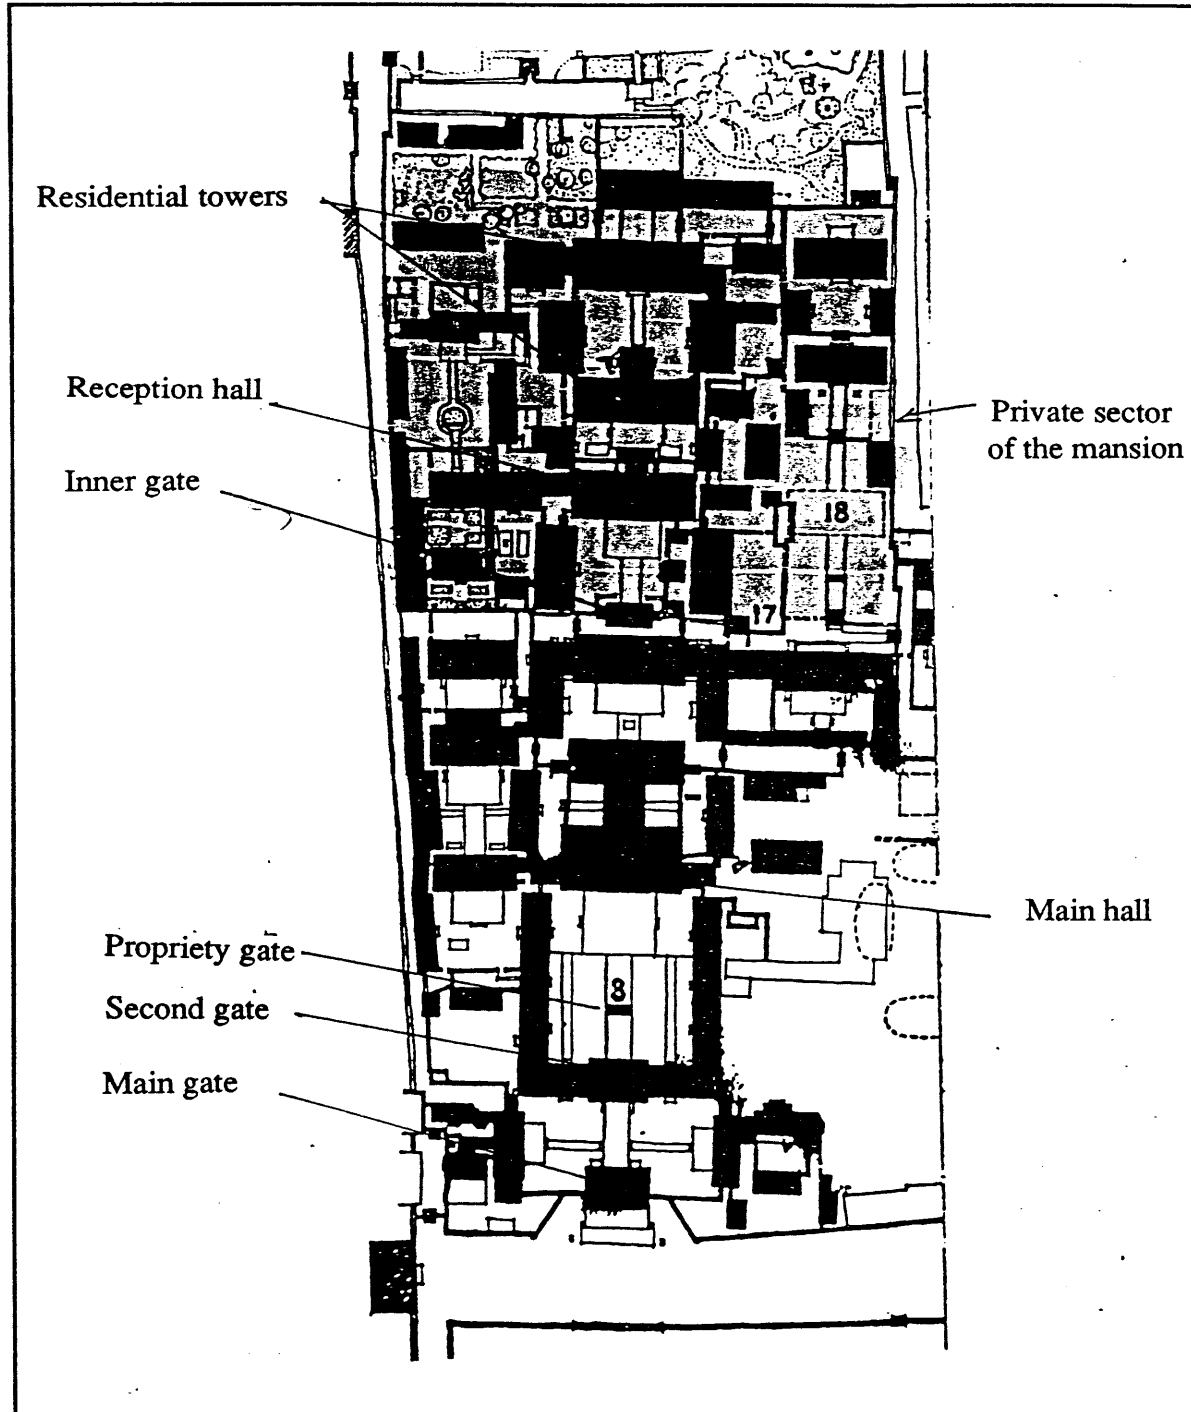 Residential towers
Reception hall
Private sector
of the mansion
Inner gate
18
17
Main hall
Propriety gate
8
Second gate
Main gate